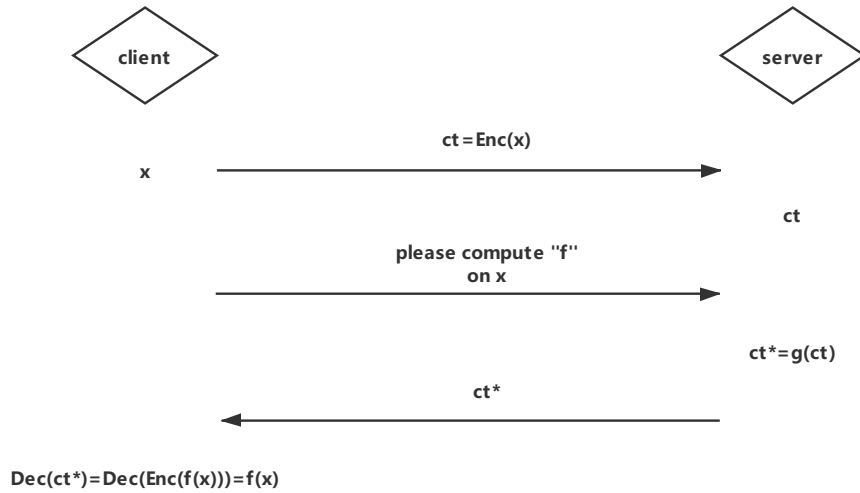 client
server
ct=Enc(x)
x
ct
please compute "f"
on x
ct*=g(ct)
ct*
Dec(ct*)=Dec(Enc(f(x)))=f(x)